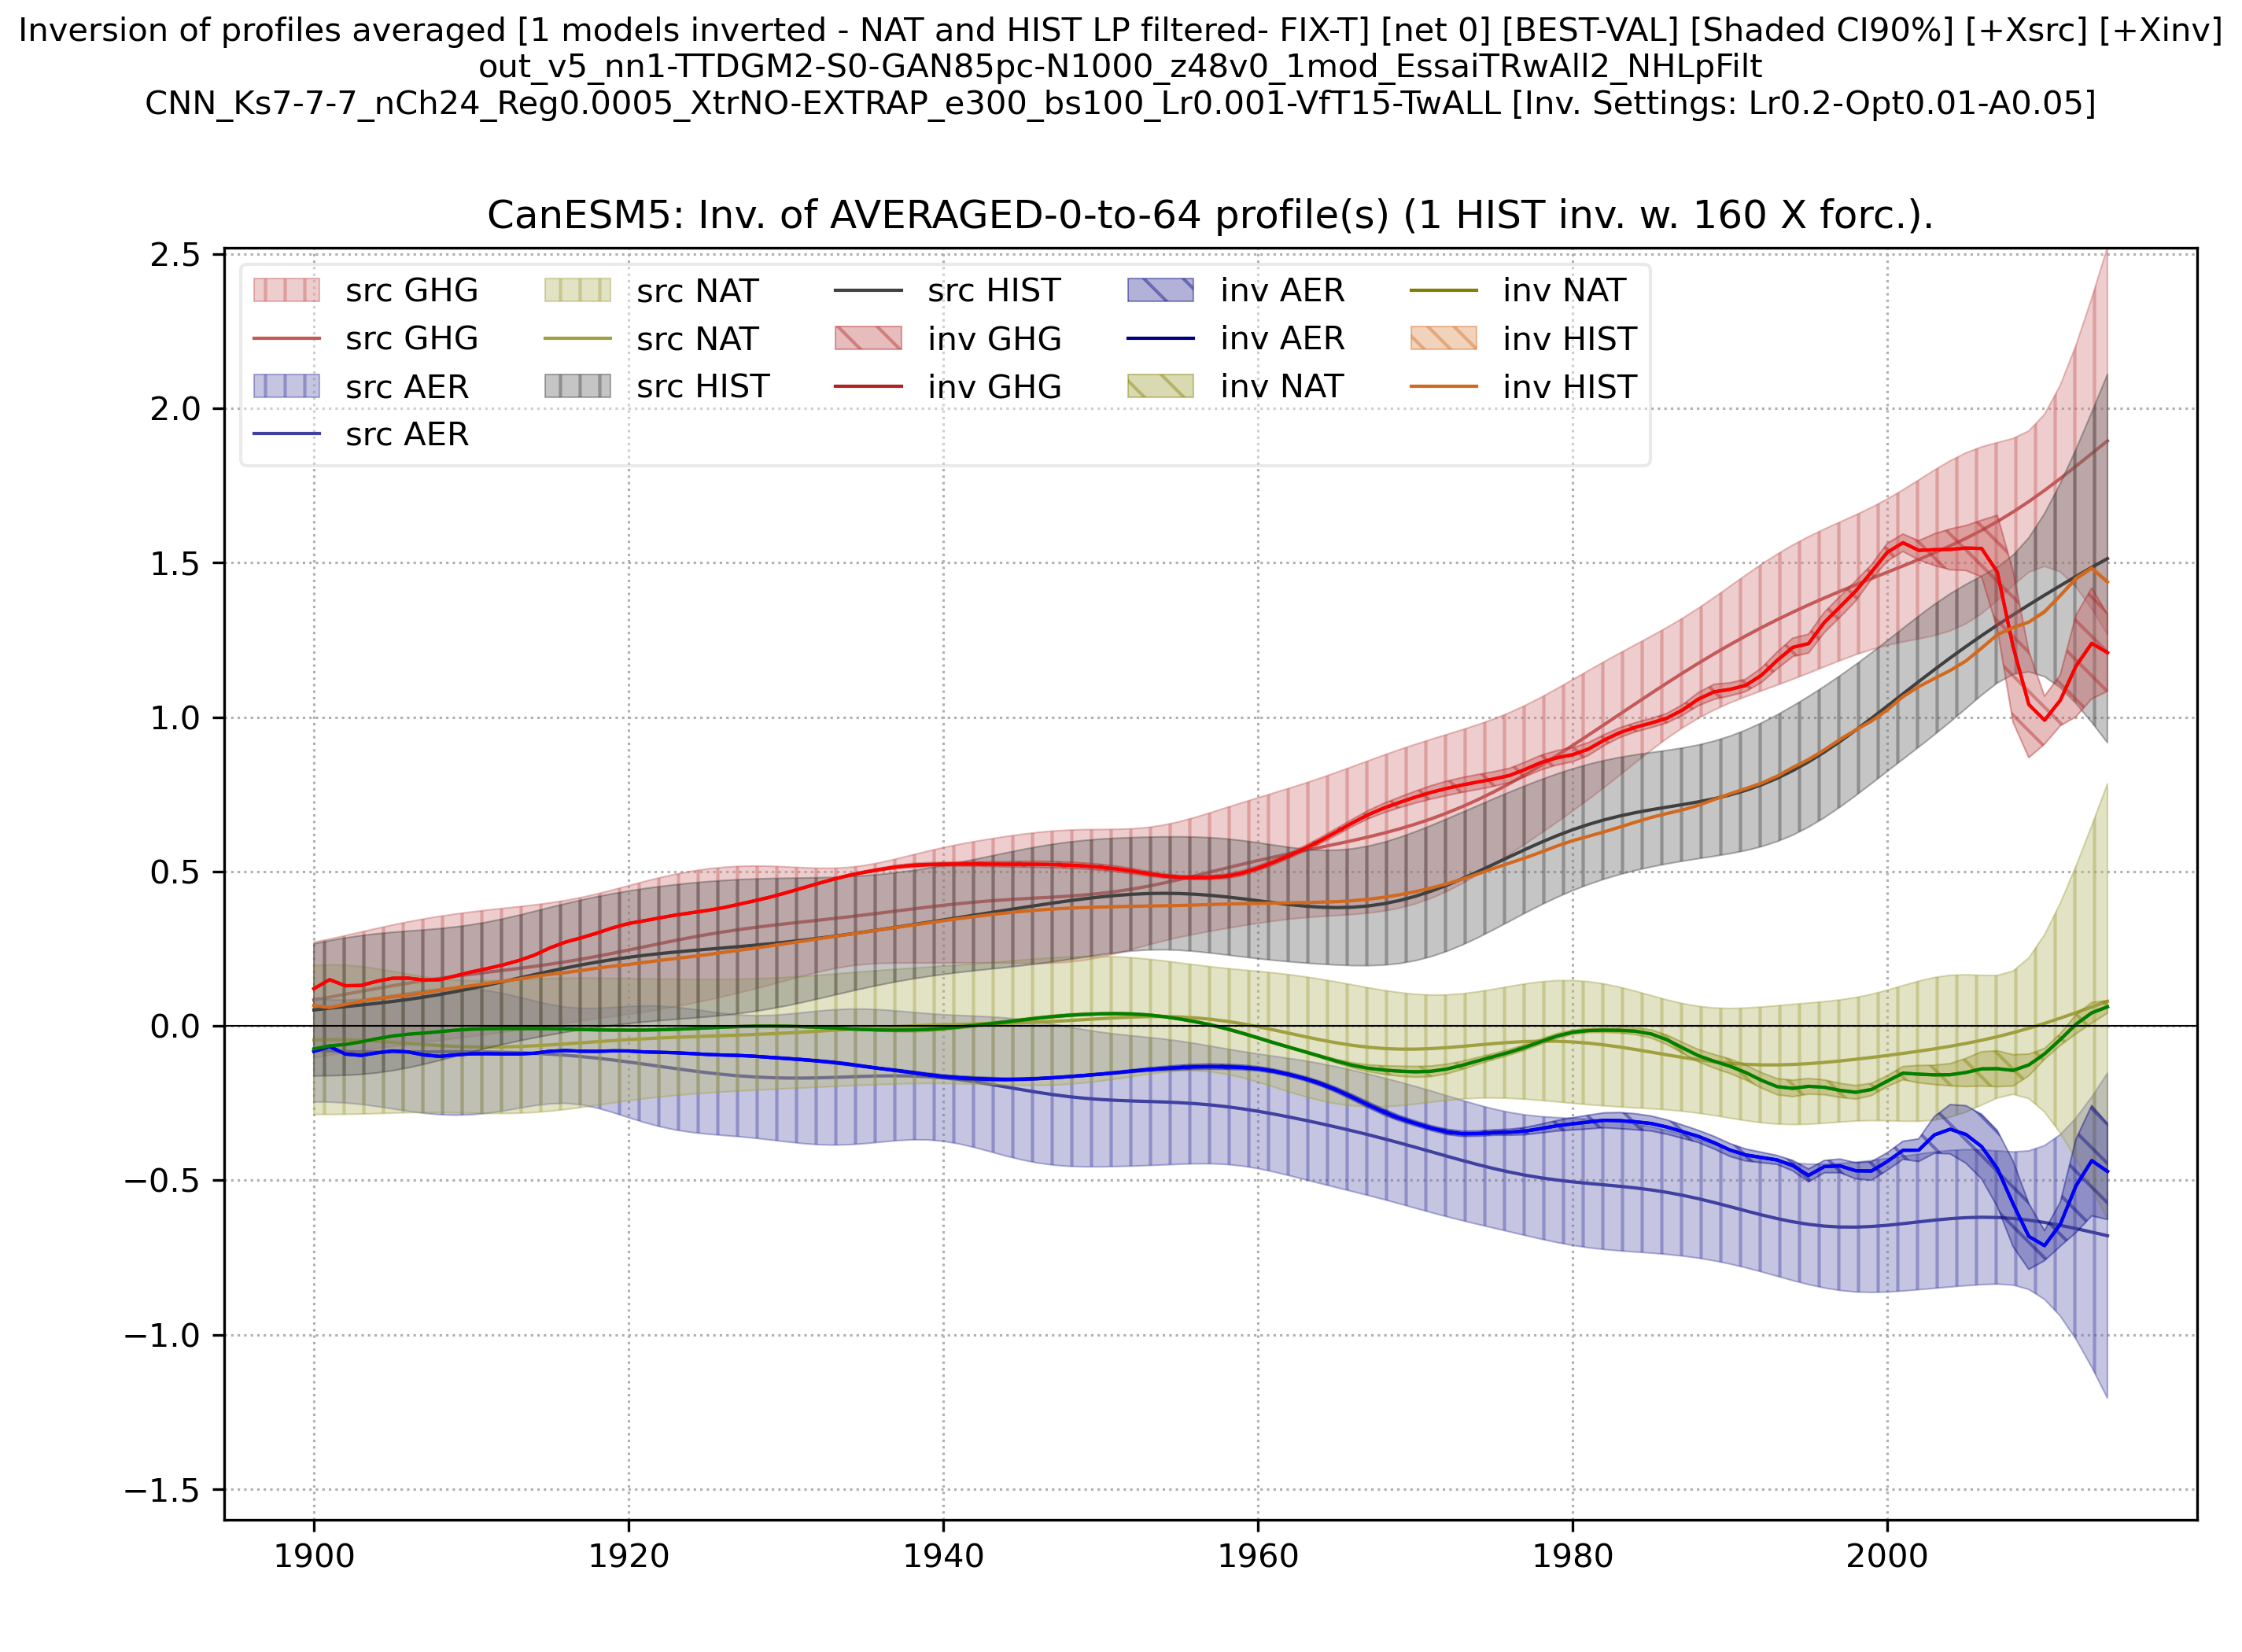 Inversion of profiles averaged [1 models inverted - NAT and HIST LP filtered- FIX-T] [net 0] [BEST-VAL] [Shaded CI90%] [+Xsrc] [+Xinv]
out_v5_nn1-TTDGM2-S0-GAN85pc-N1000_z48v0_1mod_EssaiTRwAll2_NHLpFilt
CNN_Ks7-7-7_nCh24_Reg0.0005_XtrNO-EXTRAP_e300_bs100_Lr0.001-VfT15-TwALL [Inv. Settings: Lr0.2-Opt0.01-A0.05]
CanESM5: Inv. of AVERAGED-0-to-64 profile(s) (1 HIST inv. w. 160 X forc.).
src GHG
src GHG
src AER
src AER
src NAT
src NAT
src HIST
src HIST
inv GHG
inv GHG
inv AER
inv AER
inv NAT
inv NAT
inv HIST
inv HIST
2.5
2.0
1.5
1.0
0.5
0.0
−0.5
−1.0
−1.5
1900
1920
1940
1960
1980
2000